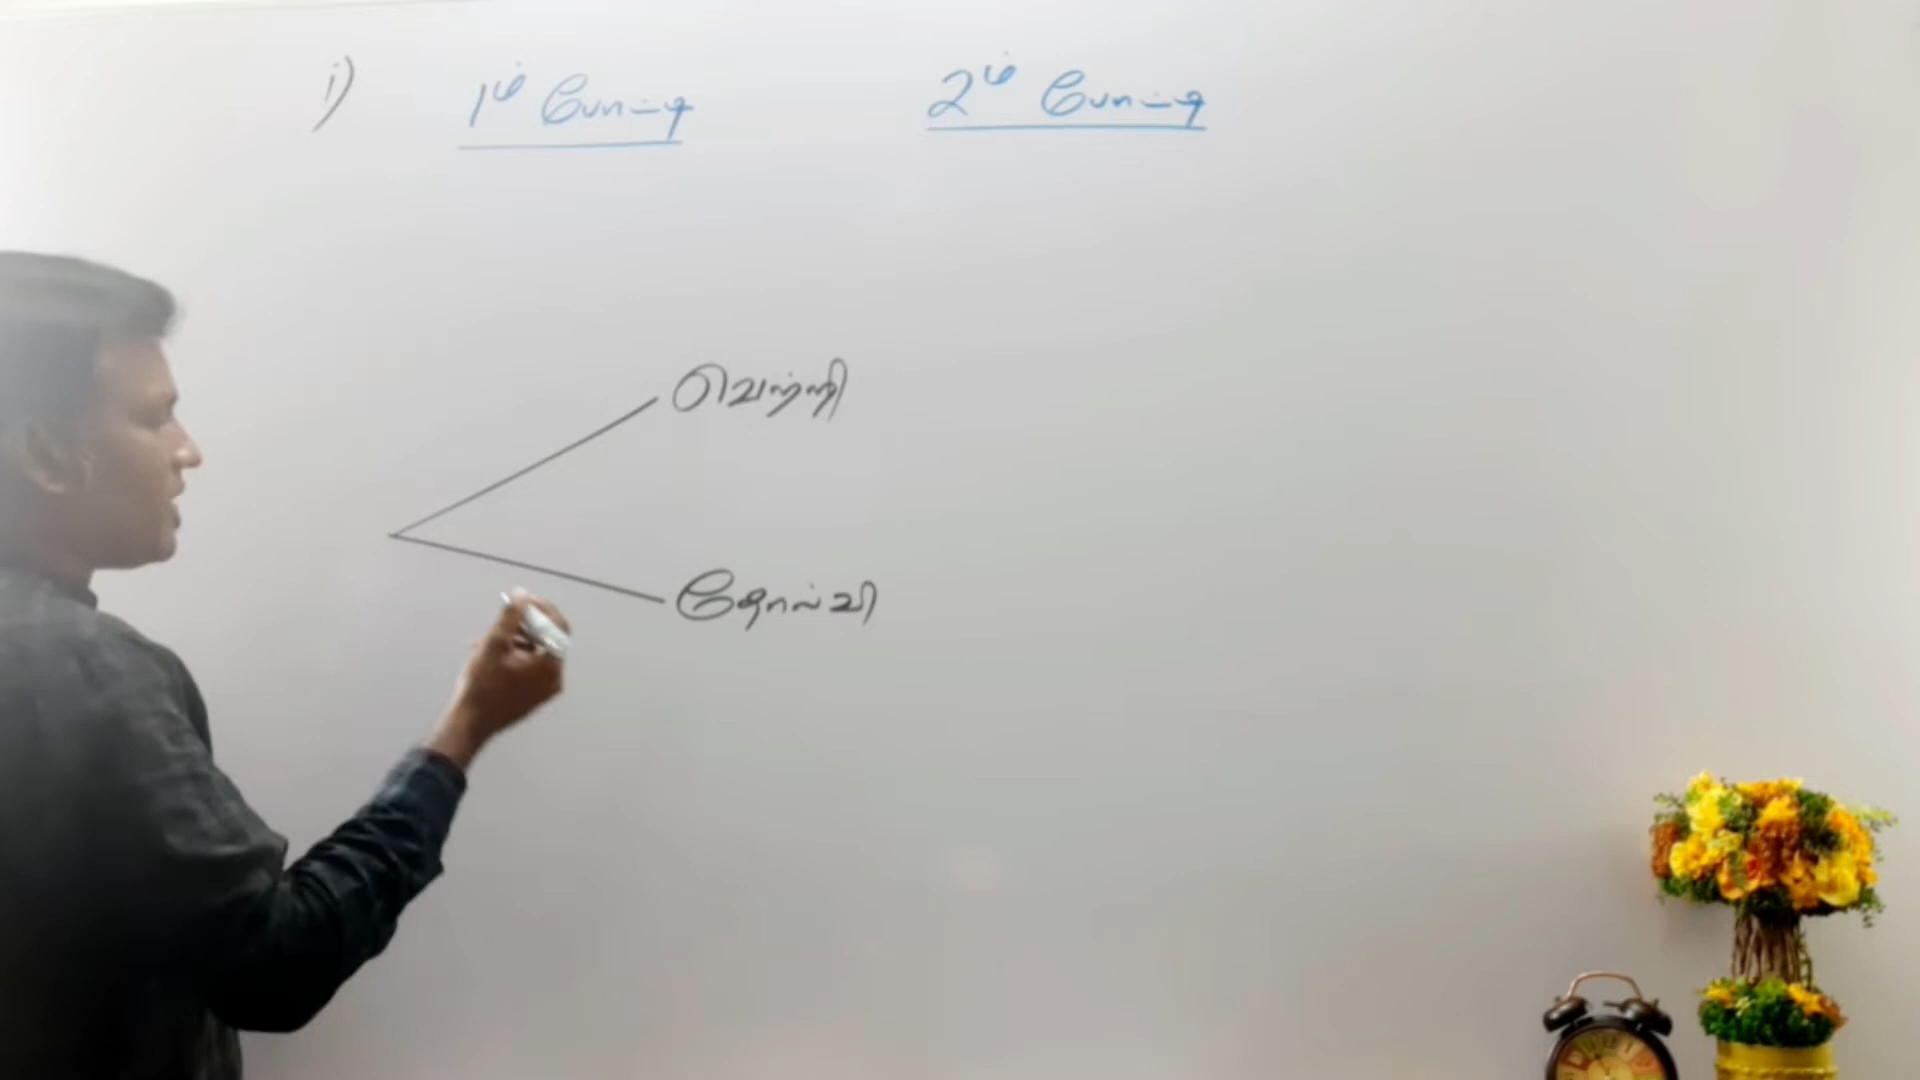 i) 1ம் போட்டி 2ம் போட்டி
வெற்றி
தோல்வி